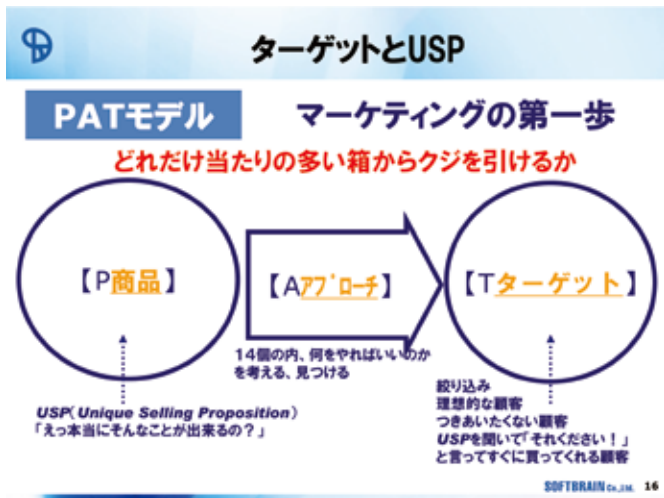 ターゲットとUSP
PATモデル
マーケティングの第一歩
どれだけ当たりの多い箱からクジを引けるか
【P商品】
【Aｱﾌﾟﾛｰﾁ】
【Tターゲット】
14個の内、何をやればいいのか
を考える、見つける
USP(Unique Selling Proposition)
「えっ本当にそんなことが出来るの？」
絞り込み
理想的な顧客
つきあいたくない顧客
USPを聞いて「それください！」
と言ってすぐに買ってくれる顧客
SOFTBRAIN Co.,Ltd. 16